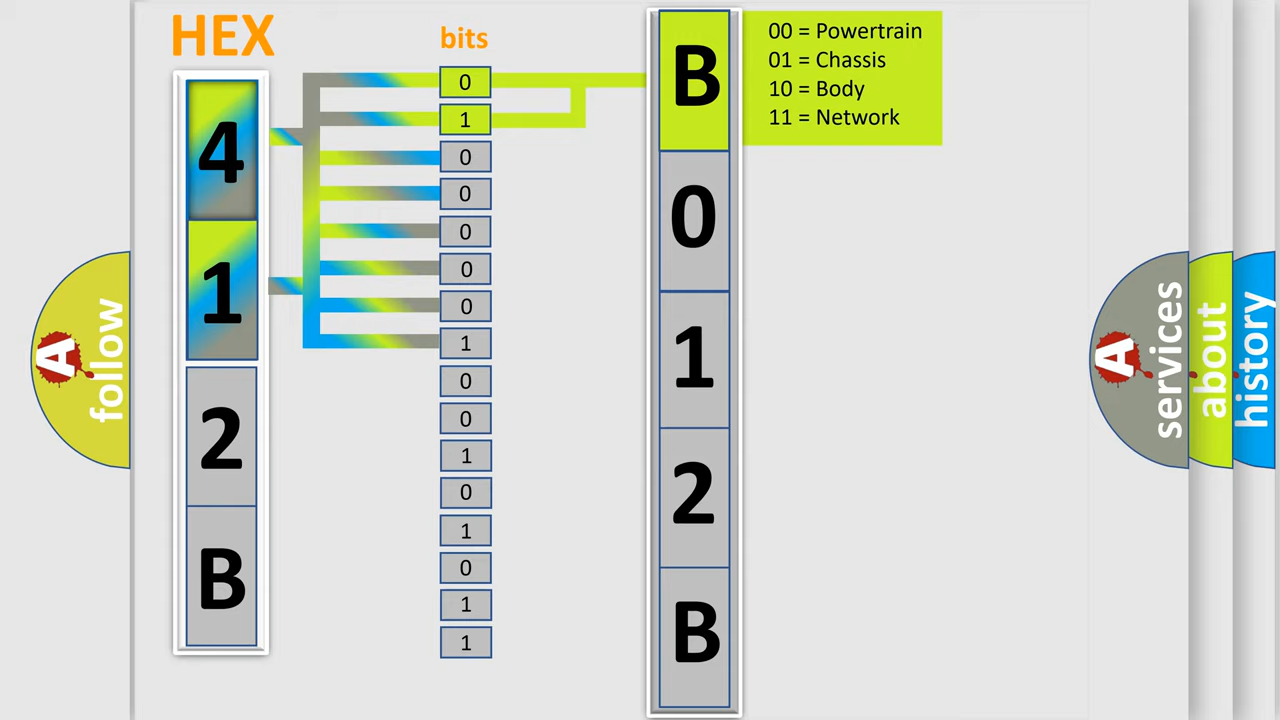 HEX
bits
4
1
2
B
0
1
0
0
0
0
0
1
0
0
1
0
1
0
1
1
B
0
1
2
B
00 = Powertrain
01 = Chassis
10 = Body
11 = Network
A
follow
A
services
about
history